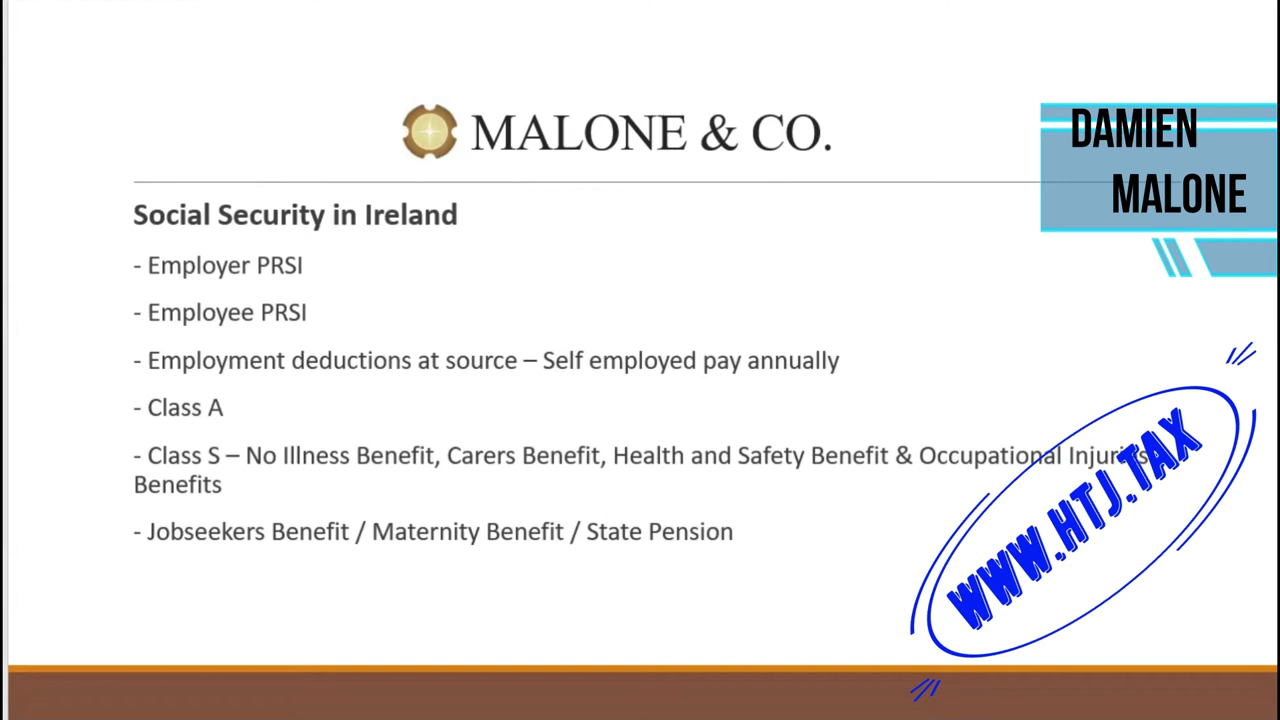 MALONE & CO.
DAMIEN
MALONE
Social Security in Ireland
- Employer PRSI
- Employee PRSI
- Employment deductions at source – Self employed pay annually
- Class A
- Class S – No Illness Benefit, Carers Benefit, Health and Safety Benefit & Occupational
Benefits
- Jobseekers Benefit / Maternity Benefit / State Pension
WWW.HTJ.TAX